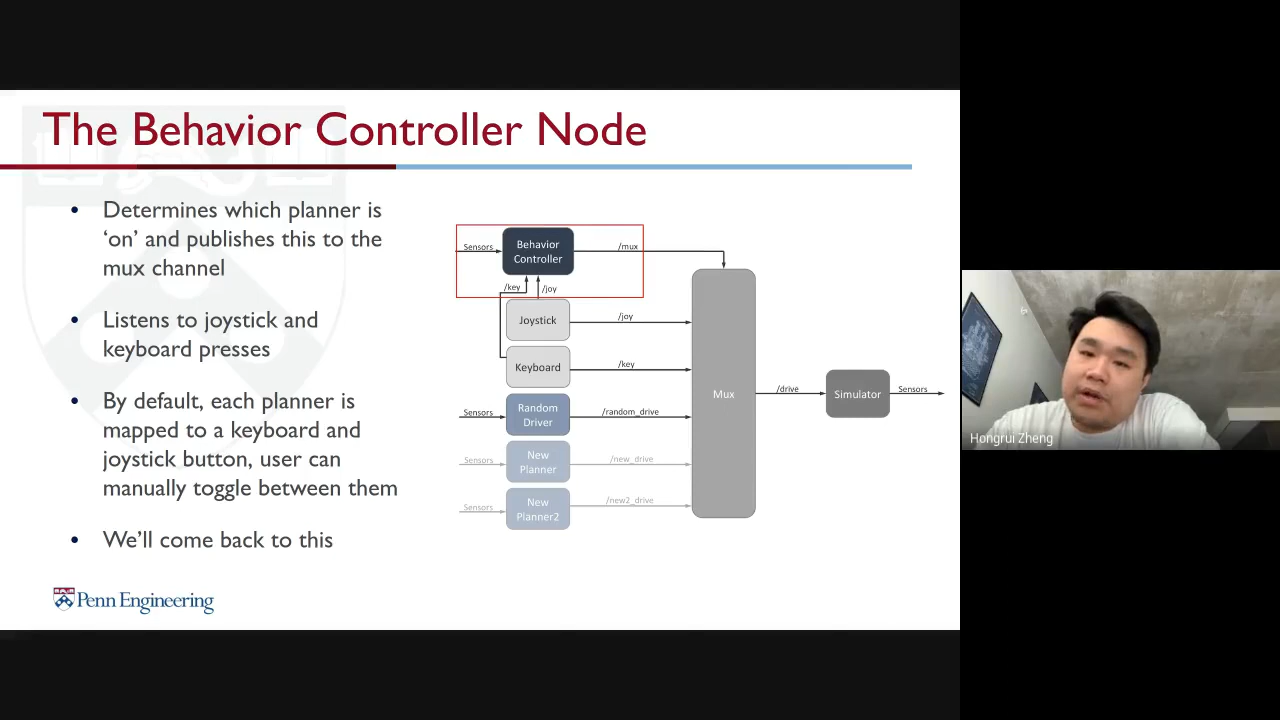 The Behavior Controller Node
• Determines which planner is
‘on’ and publishes this to the
mux channel
• Listens to joystick and
keyboard presses
• By default, each planner is
mapped to a keyboard and
joystick button, user can
manually toggle between them
• We’ll come back to this
Sensors
Behavior
Controller
/mux
/key
/joy
Joystick
/joy
Keyboard
/key
Sensors
Random
Driver
/random_drive
Sensors
New
Planner
/new_drive
Sensors
New
Planner2
/new2_drive
Mux
/drive
Simulator
Sensors
Penn Engineering
Hongrui Zheng